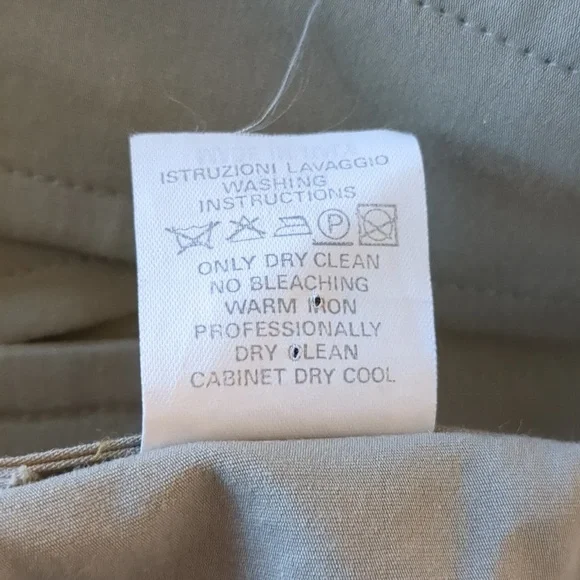 ISTRUZIONI LAVAGGIO
WASHING
INSTRUCTIONS
P
ONLY DRY CLEAN
NO BLEACHING
WARM IRON
PROFESSIONALLY
DRY CLEAN
CABINET DRY COOL